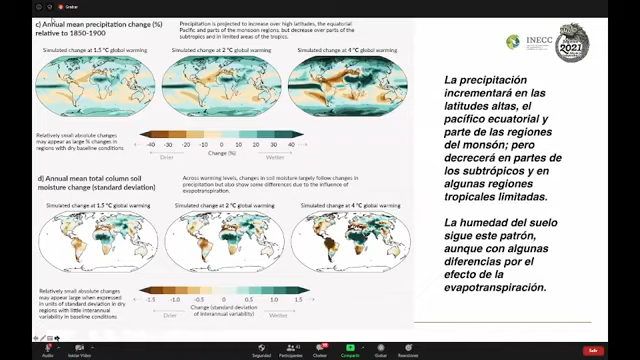 Grabar
c) Annual mean precipitation change (%)
relative to 1850-1900
Precipitation is projected to increase over high latitudes, the equatorial
Pacific and parts of the monsoon regions, but decrease over parts of the
subtropics and in limited areas of the tropics.
Simulated change at 1.5 °C global warming
Simulated change at 2 °C global warming
Simulated change at 4 °C global warming
Relatively small absolute changes
may appear as large % changes in
regions with dry baseline conditions
-40 -30 -20 -10 0 10 20 30 40
Change (%)
Drier
Wetter
d) Annual mean total column soil
moisture change (standard deviation)
Across warming levels, changes in soil moisture largely follow changes in
precipitation but also show some differences due to the influence of
evapotranspiration.
Simulated change at 1.5 °C global warming
Simulated change at 2 °C global warming
Simulated change at 4 °C global warming
Relatively small absolute changes
may appear large when expressed
in units of standard deviation in dry
regions with little interannual
variability in baseline conditions
-1.5 -1.0 -0.5 0 0.5 1.0 1.5
Change (standard deviation
of interannual variability)
Drier
Wetter
INECC
México
2021
La precipitación
incrementará en las
latitudes altas, el
pacífico ecuatorial y
parte de las regiones
del monsón; pero
decrecerá en partes de
los subtrópicos y en
algunas regiones
tropicales limitadas.
La humedad del suelo
sigue este patrón,
aunque con algunas
diferencias por el
efecto de la
evapotranspiración.
Audio
Iniciar Video
Seguridad
Participantes
Chatear
Compartir
Grabar
Reacciones
Salir